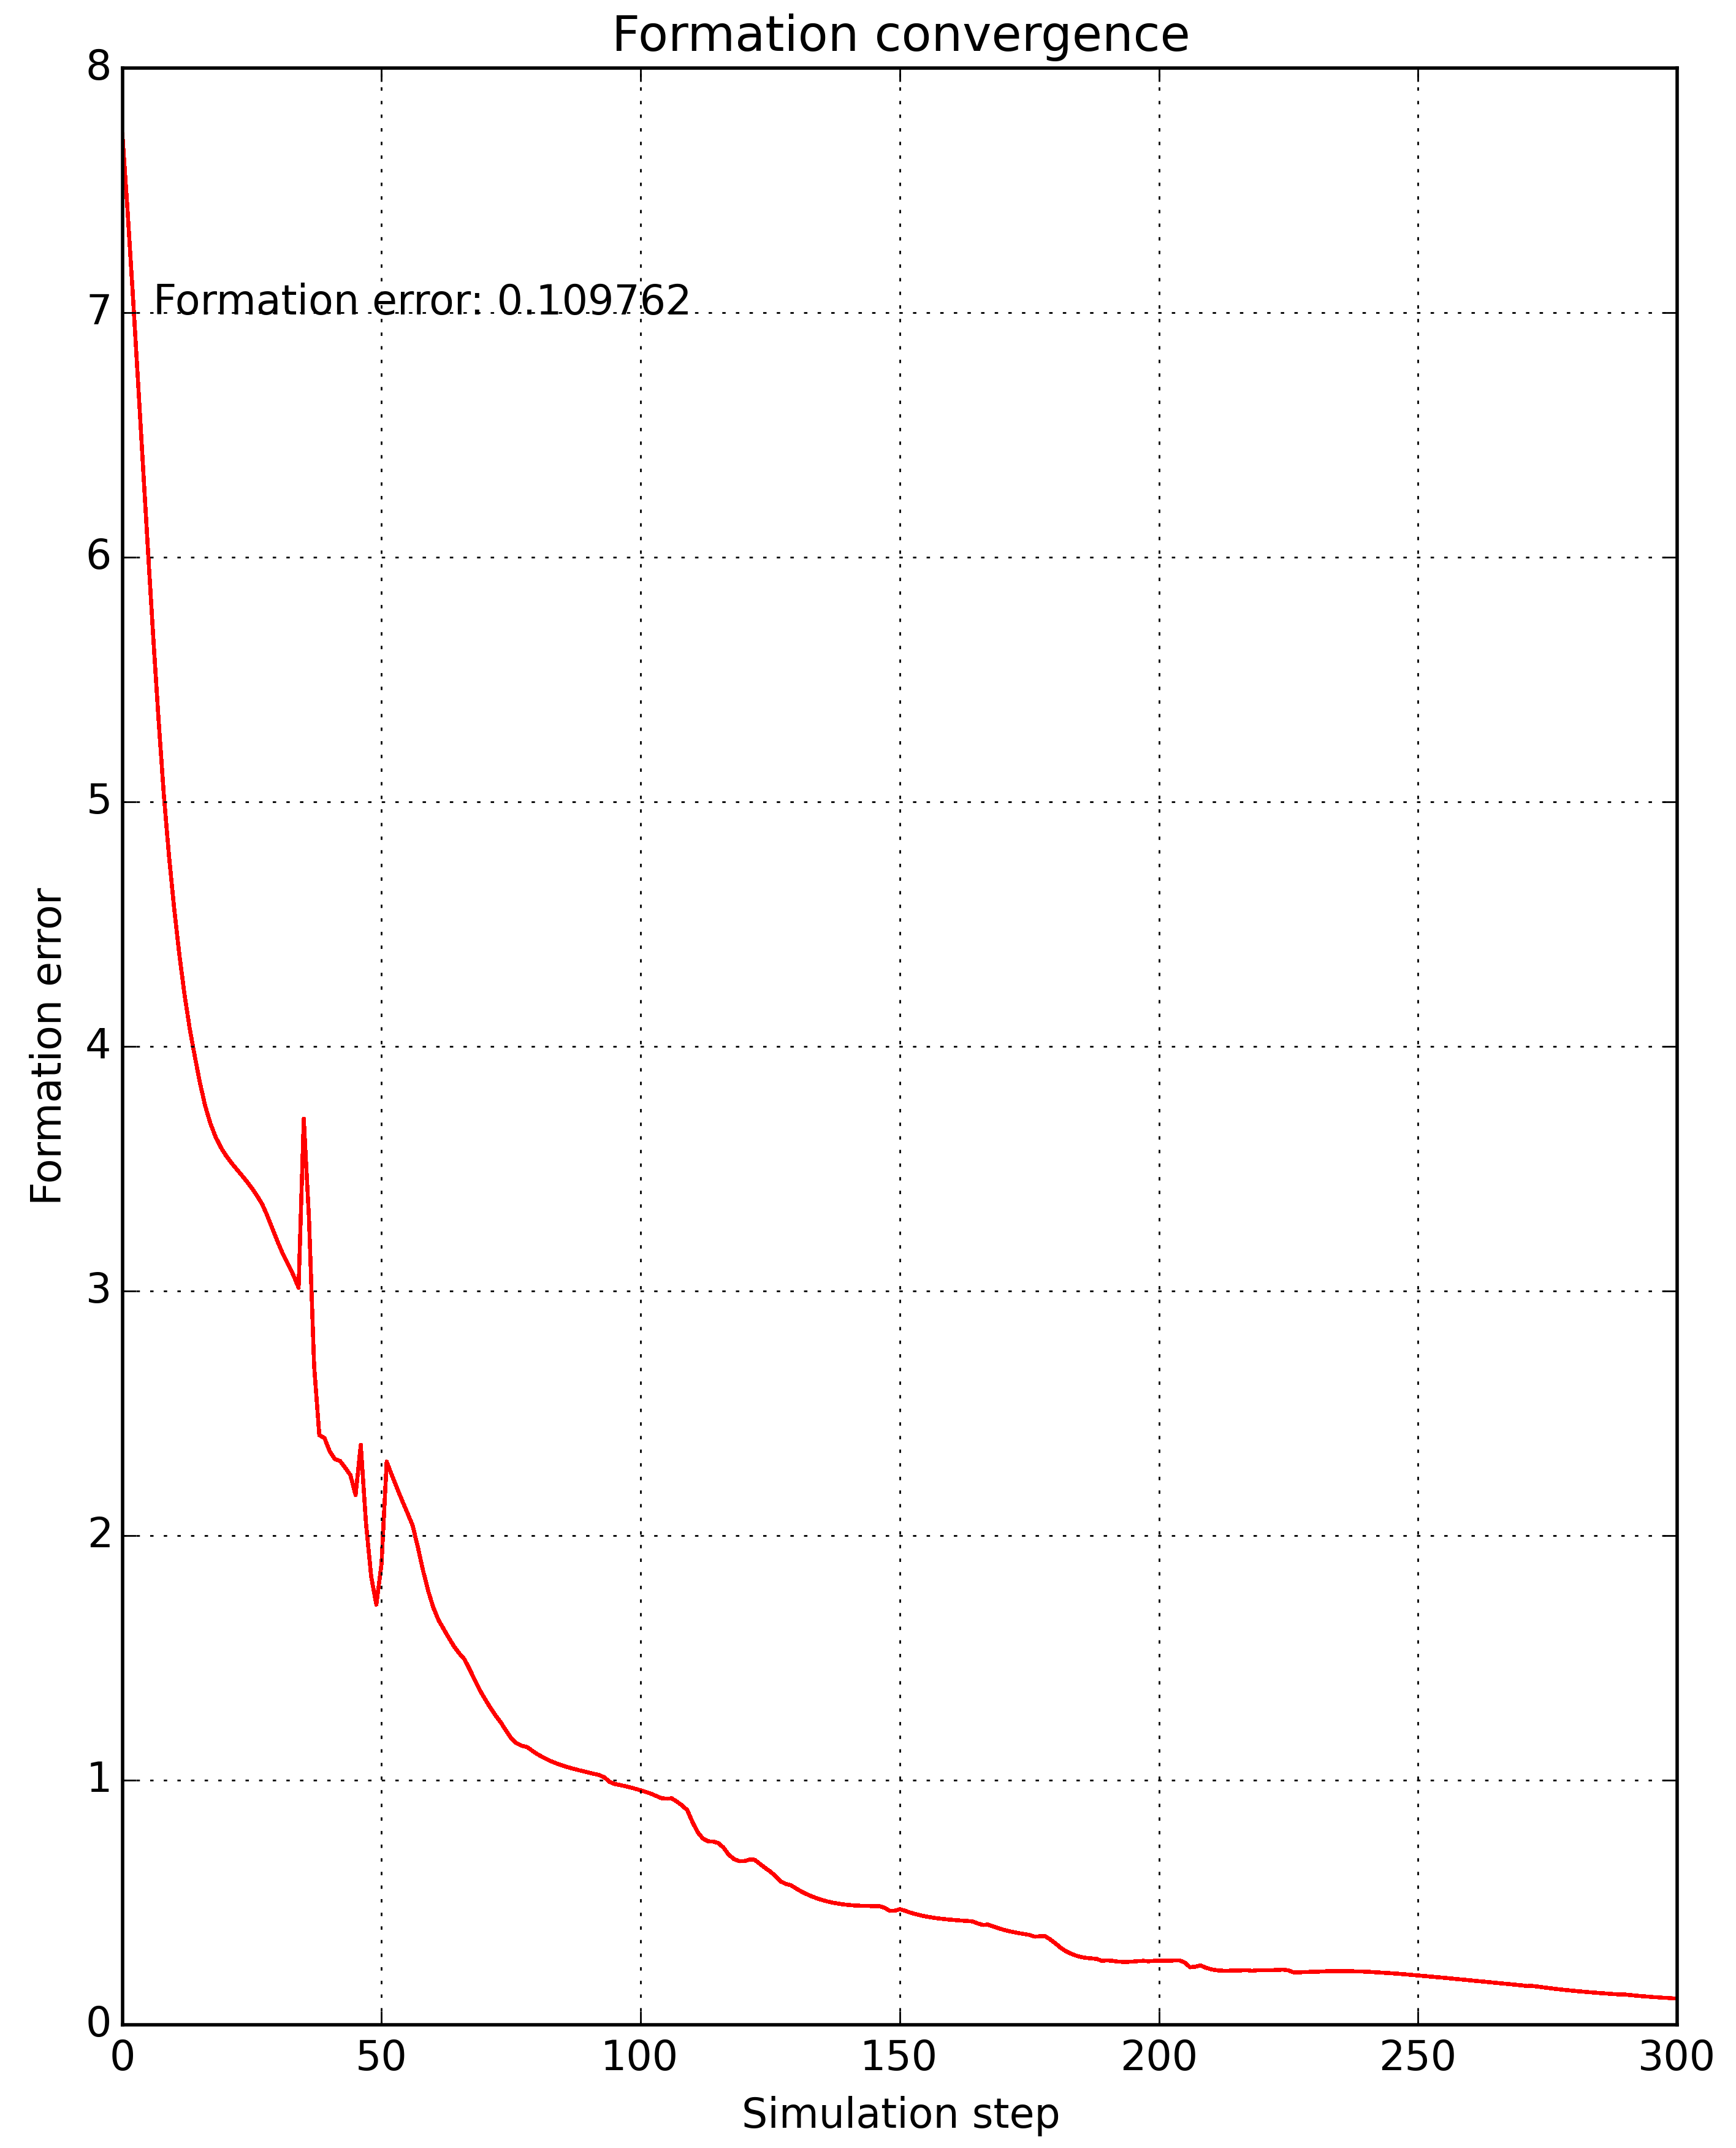 Formation convergence
8
7
6
5
4
3
2
1
0
Formation error: 0.109762
Formation error
0 50 100 150 200 250 300
Simulation step